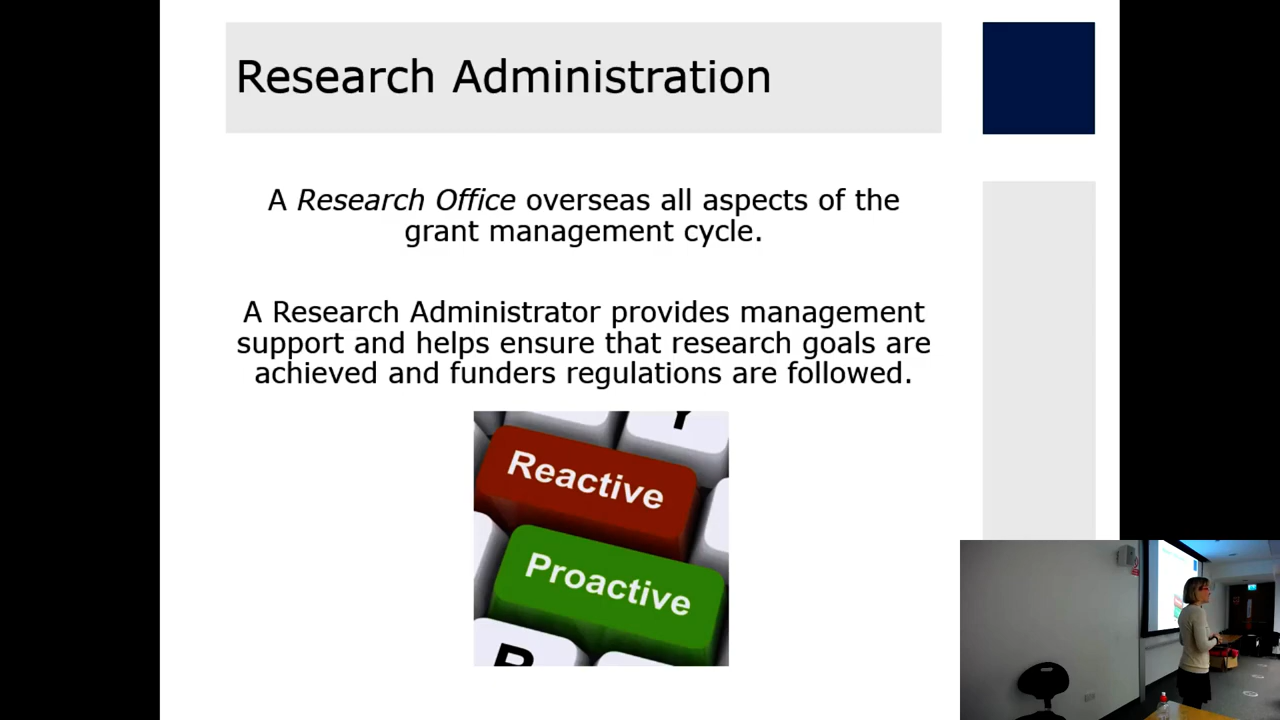 Research Administration
A Research Office overseas all aspects of the
grant management cycle.
A Research Administrator provides management
support and helps ensure that research goals are
achieved and funders regulations are followed.
Y
Reactive
Proactive